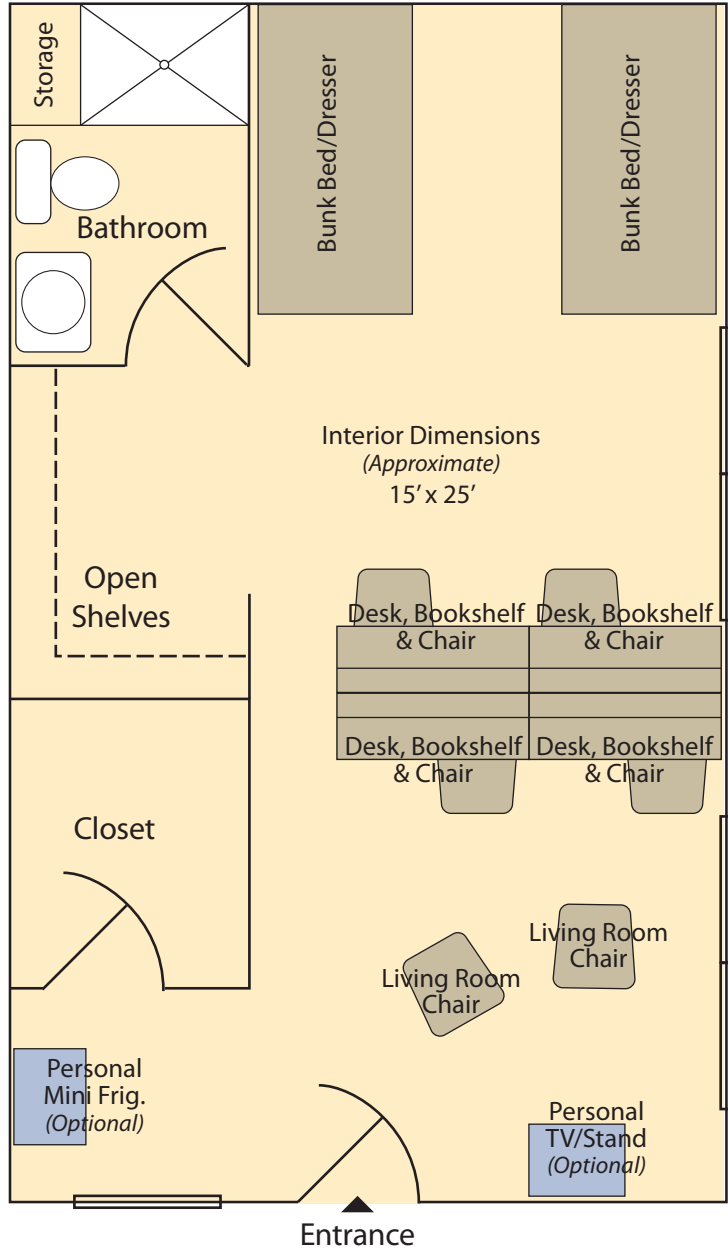 Storage
Bunk Bed/Dresser
Bunk Bed/Dresser
Bathroom
Interior Dimensions
(Approximate)
15’ x 25’
Open
Shelves
Desk, Bookshelf
& Chair
Desk, Bookshelf
& Chair
Desk, Bookshelf
& Chair
Desk, Bookshelf
& Chair
Closet
Living Room
Chair
Living Room
Chair
Personal
Mini Frig.
(Optional)
Personal
TV/Stand
(Optional)
Entrance